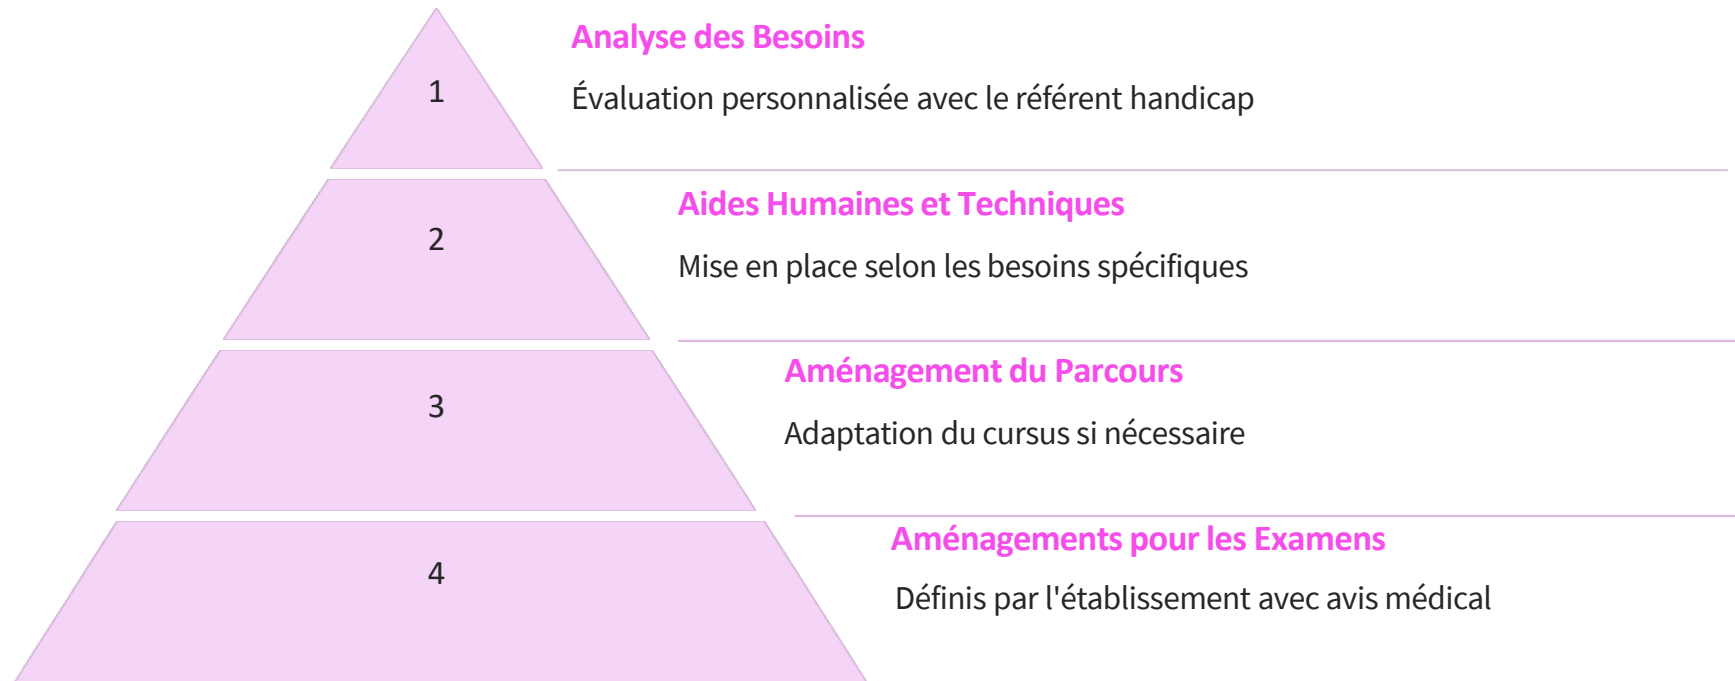 1
Analyse des Besoins
Évaluation personnalisée avec le référent handicap
2
Aides Humaines et Techniques
Mise en place selon les besoins spécifiques
3
Aménagement du Parcours
Adaptation du cursus si nécessaire
4
Aménagements pour les Examens
Définis par l'établissement avec avis médical